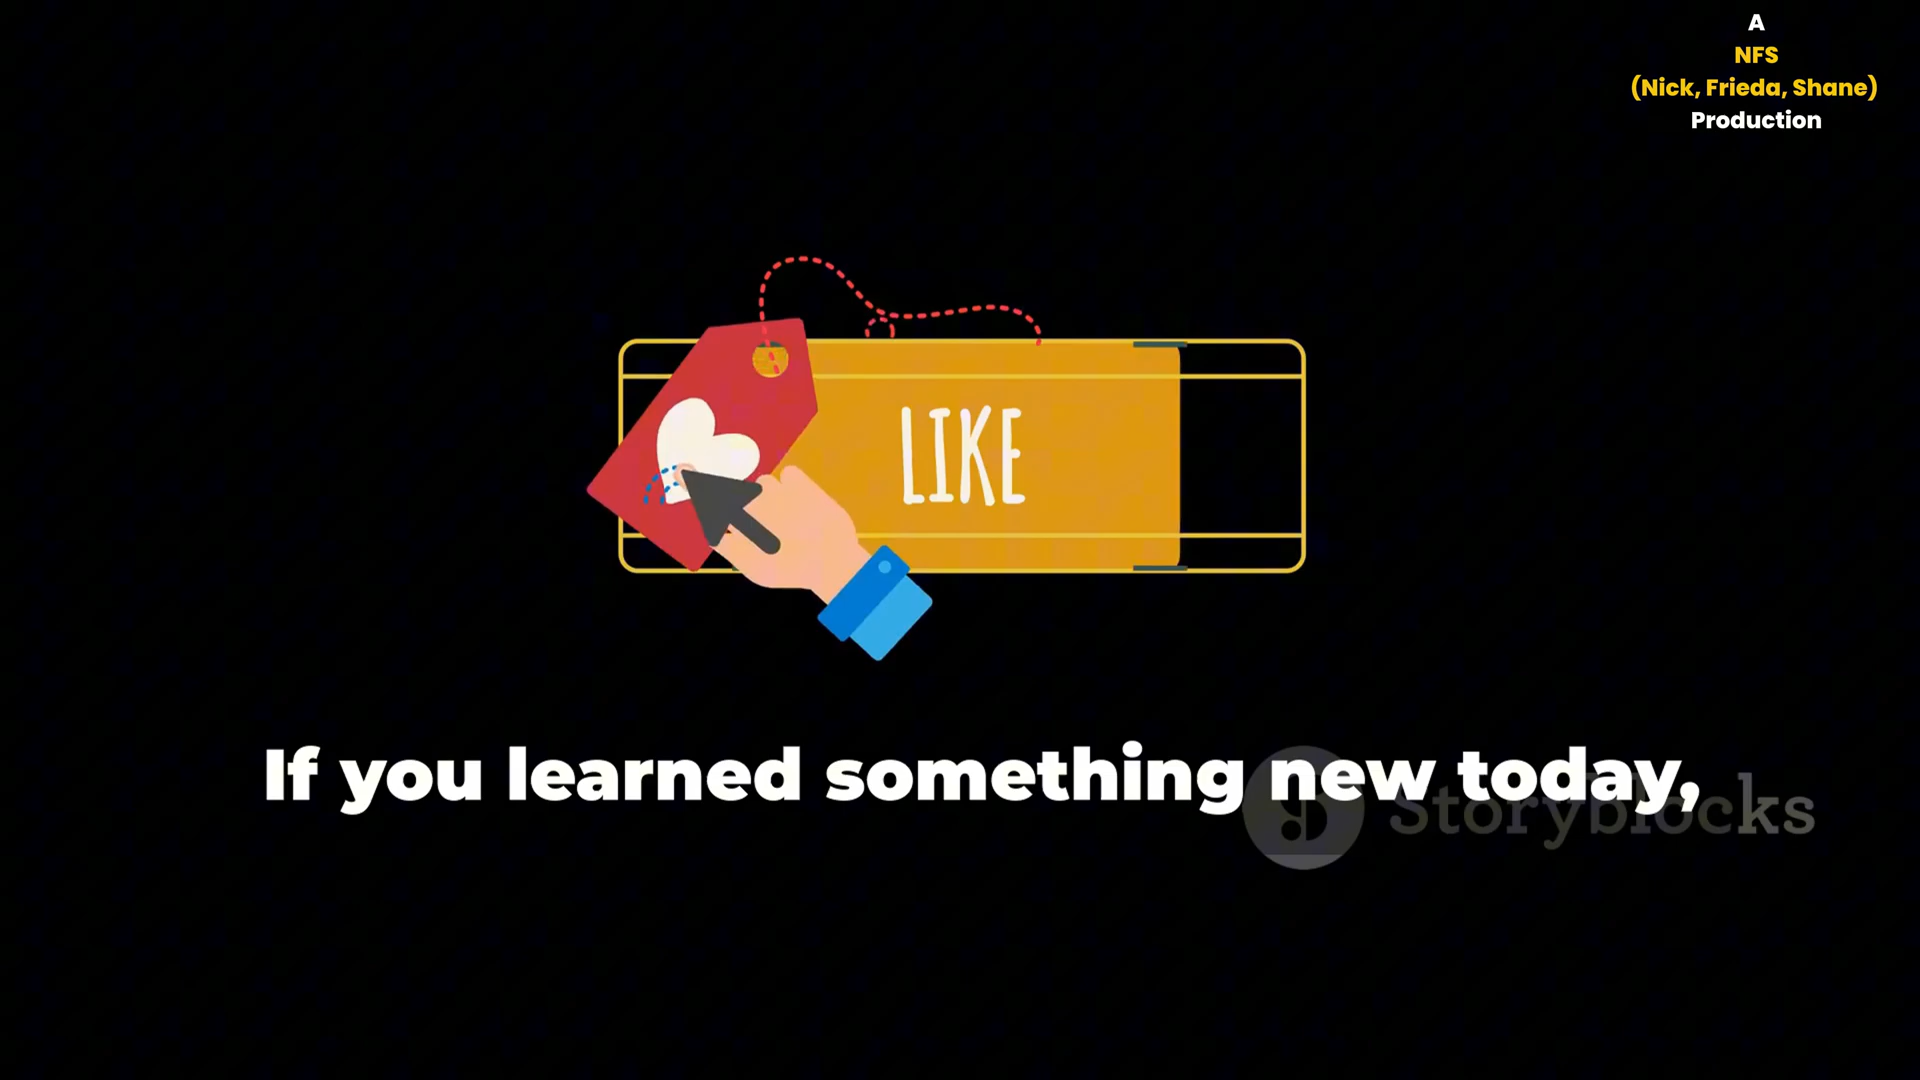 A
NFS
(Nick, Frieda, Shane)
Production
LIKE
If you learned something new today,
Storyblocks